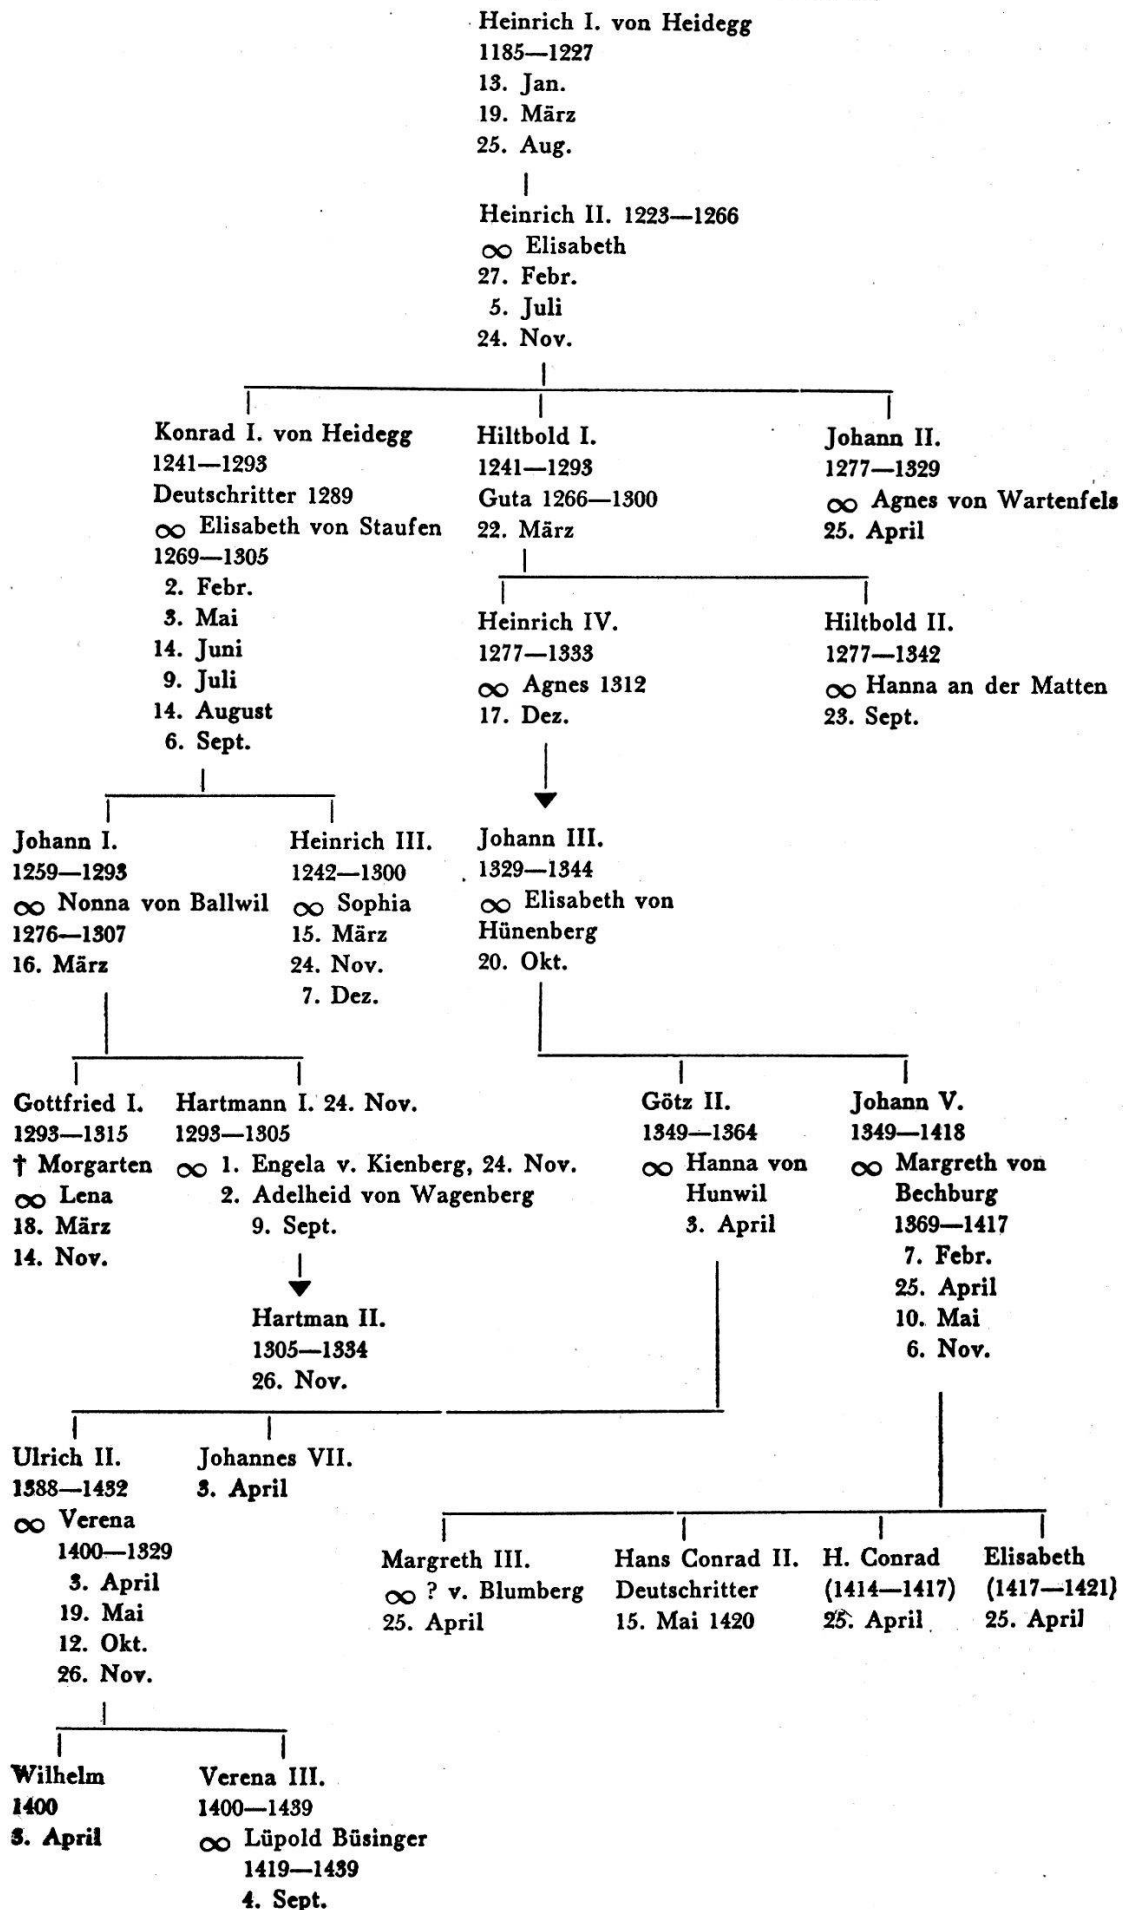 Heinrich I. von Heidegg
1185—1227
13. Jan.
19. März
25. Aug.
Heinrich II. 1223—1266
∞ Elisabeth
27. Febr.
5. Juli
24. Nov.
Konrad I. von Heidegg
1241—1293
Deutschritter 1289
∞ Elisabeth von Staufen
1269—1305
2. Febr.
3. Mai
14. Juni
9. Juli
14. August
6. Sept.
Hiltbold I.
1241—1293
Guta 1266—1300
22. März
Johann II.
1277—1329
∞ Agnes von Wartenfels
25. April
Heinrich IV.
1277—1333
∞ Agnes 1312
17. Dez.
Hiltbold II.
1277—1342
∞ Hanna an der Matten
23. Sept.
Johann I.
1259—1293
∞ Nonna von Ballwil
1276—1307
16. März
Heinrich III.
1242—1300
∞ Sophia
15. März
24. Nov.
7. Dez.
Johann III.
1329—1344
∞ Elisabeth von
Hünenberg
20. Okt.
Gottfried I.
1293—1315
† Morgarten
∞ Lena
18. März
14. Nov.
Hartmann I. 24. Nov.
1293—1305
∞ 1. Engela v. Kienberg, 24. Nov.
2. Adelheid von Wagenberg
9. Sept.
Götz II.
1349—1364
∞ Hanna von
Hunwil
3. April
Johann V.
1349—1418
∞ Margreth von
Bechburg
1369—1417
7. Febr.
25. April
10. Mai
6. Nov.
Hartman II.
1305—1334
26. Nov.
Ulrich II.
1388—1432
∞ Verena
1400—1329
3. April
19. Mai
12. Okt.
26. Nov.
Johannes VII.
3. April
Margreth III.
∞ ? v. Blumberg
25. April
Hans Conrad II.
Deutschritter
15. Mai 1420
H. Conrad
(1414—1417)
25. April
Elisabeth
(1417—1421)
25. April
Wilhelm
1400
3. April
Verena III.
1400—1439
∞ Lüpold Büsinger
1419—1439
4. Sept.